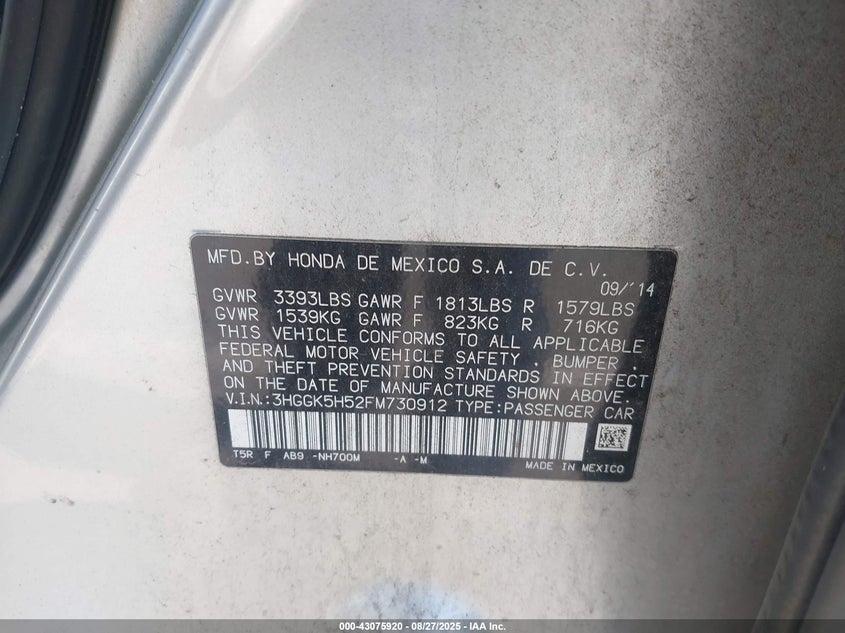 MFD.BY HONDA DE MEXICO S.A. DE C.V.
09/'14
GVWR 3393LBS GAWR F 1813LBS R 1579LBS
GVWR 1539KG GAWR F 823KG R 716KG
THIS VEHICLE CONFORMS TO ALL APPLICABLE
FEDERAL MOTOR VEHICLE SAFETY , BUMPER ,
AND THEFT PREVENTION STANDARDS IN EFFECT
ON THE DATE OF MANUFACTURE SHOWN ABOVE.
V.I.N.:3HGGK5H52FM730912 TYPE:PASSENGER CAR
T5R F AB9 -NH700M -A -M
MADE IN MEXICO
000-43075920 - 08/27/2025 - IAA Inc.